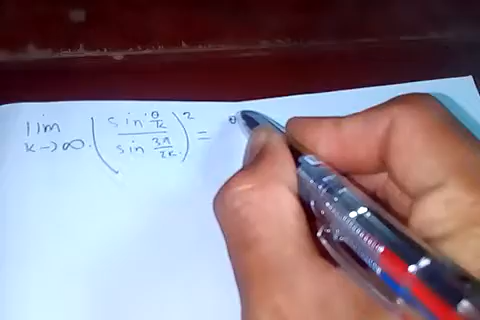 lim k→∞ (sin θ/k / sin 3π/2k)² = θ